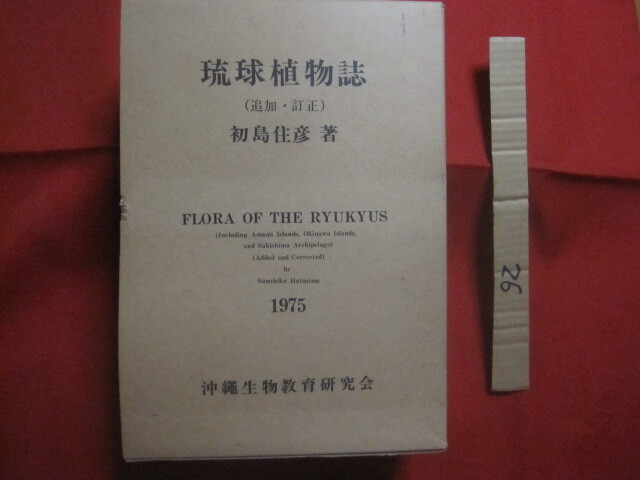 琉球植物誌
(追加・訂正)
初島住彦 著
FLORA OF THE RYUKYUS
(Including Amami Islands, Okinawa Islands,
and Sakishima Archipelago)
(Added and Corrected)
by
Sumihiko Hatusima
1975
沖縄生物教育研究会
26